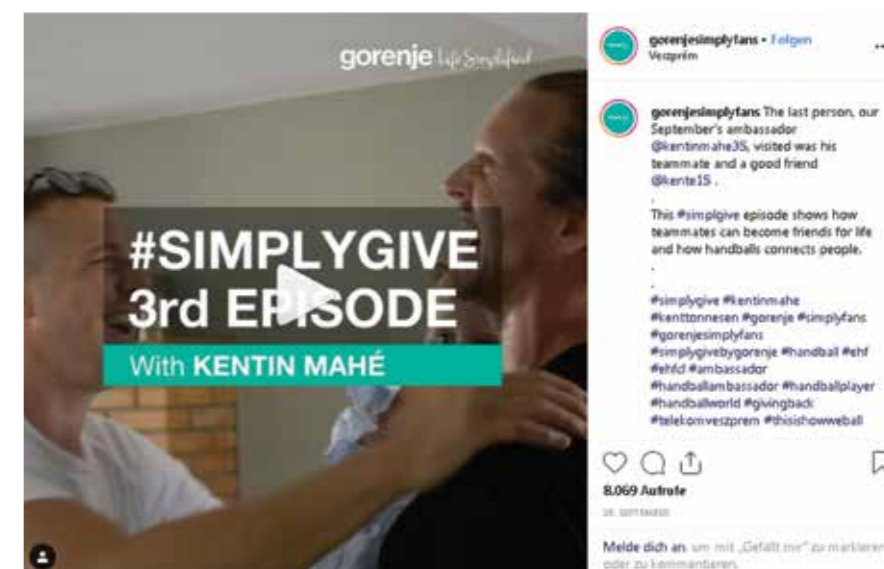 gorenje Life Simplified
#SIMPLYGIVE
3rd EPISODE
With KENTIN MAHÉ
gorenjesimplyfans • Folgen
Veszprém
gorenjesimplyfans The last person, our
September's ambassador
@kentinmahe35, visited was his
teammate and a good friend
@kente15 .
.
This #simplgive episode shows how
teammates can become friends for life
and how handballs connects people.
.
.
#simplygive #kentinmahe
#kenttonnesen #gorenje #simplyfans
#gorenjesimplyfans
#simplygivebygorenje #handball #ehf
#ehfcl #ambassador
#handballambassador #handballplayer
#handballworld #givingback
#telekomveszprem #thisishowweball
8.069 Aufrufe
SEPTEMBER
Melde dich an, um mit „Gefällt mir“ zu markieren
oder zu kommentieren.